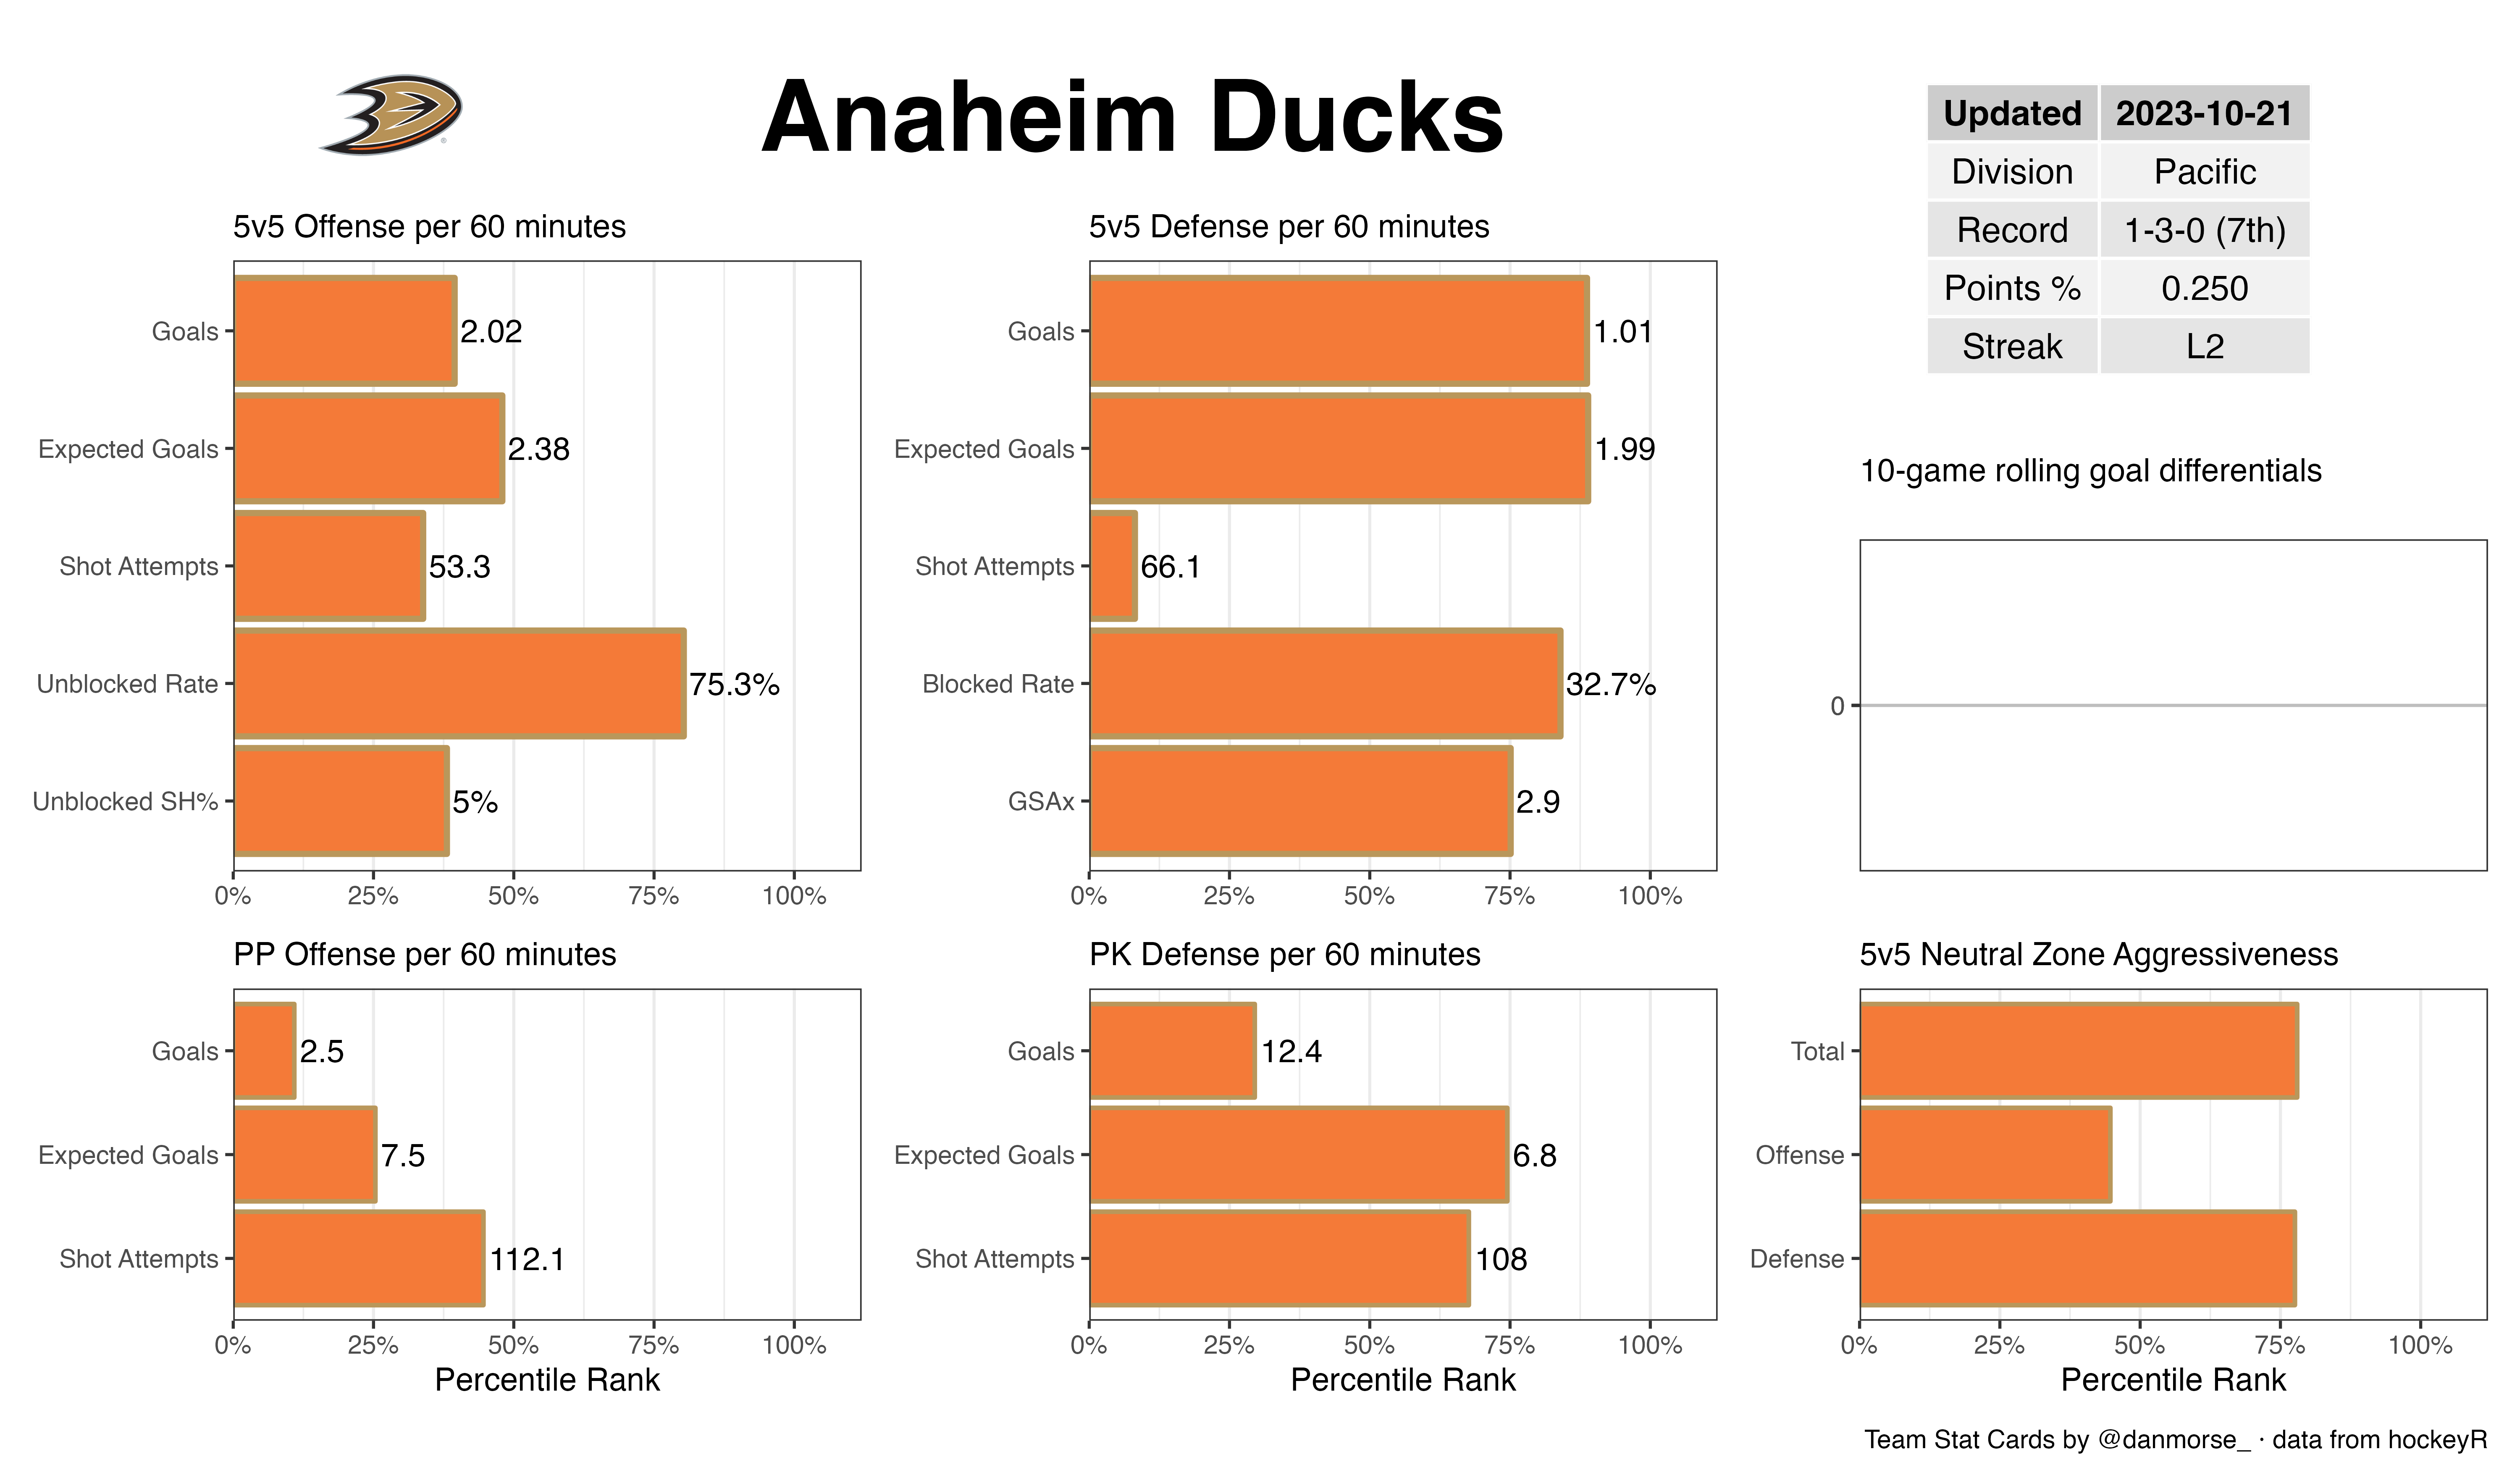 Anaheim Ducks
Updated 2023-10-21
Division Pacific
Record 1-3-0 (7th)
Points % 0.250
Streak L2
5v5 Offense per 60 minutes
Goals 2.02
Expected Goals 2.38
Shot Attempts 53.3
Unblocked Rate 75.3%
Unblocked SH% 5%
0% 25% 50% 75% 100%
5v5 Defense per 60 minutes
Goals 1.01
Expected Goals 1.99
Shot Attempts 66.1
Blocked Rate 32.7%
GSAx 2.9
0% 25% 50% 75% 100%
10-game rolling goal differentials
0
PP Offense per 60 minutes
Goals 2.5
Expected Goals 7.5
Shot Attempts 112.1
0% 25% 50% 75% 100%
Percentile Rank
PK Defense per 60 minutes
Goals 12.4
Expected Goals 6.8
Shot Attempts 108
0% 25% 50% 75% 100%
Percentile Rank
5v5 Neutral Zone Aggressiveness
Total
Offense
Defense
0% 25% 50% 75% 100%
Percentile Rank
Team Stat Cards by @danmorse_ · data from hockeyR